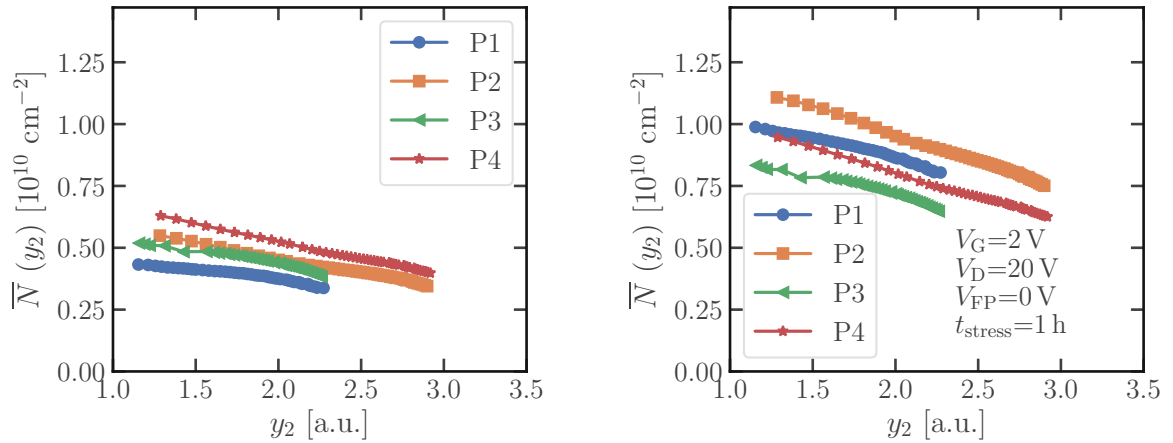 N̅ (y₂) [10¹⁰ cm⁻²]
1.25
1.00
0.75
0.50
0.25
0.00
1.0 1.5 2.0 2.5 3.0 3.5
y₂ [a.u.]
P1
P2
P3
P4
N̅ (y₂) [10¹⁰ cm⁻²]
1.25
1.00
0.75
0.50
0.25
0.00
1.0 1.5 2.0 2.5 3.0 3.5
y₂ [a.u.]
P1
P2
P3
P4
V_G=2 V
V_D=20 V
V_FP=0 V
t_stress=1 h